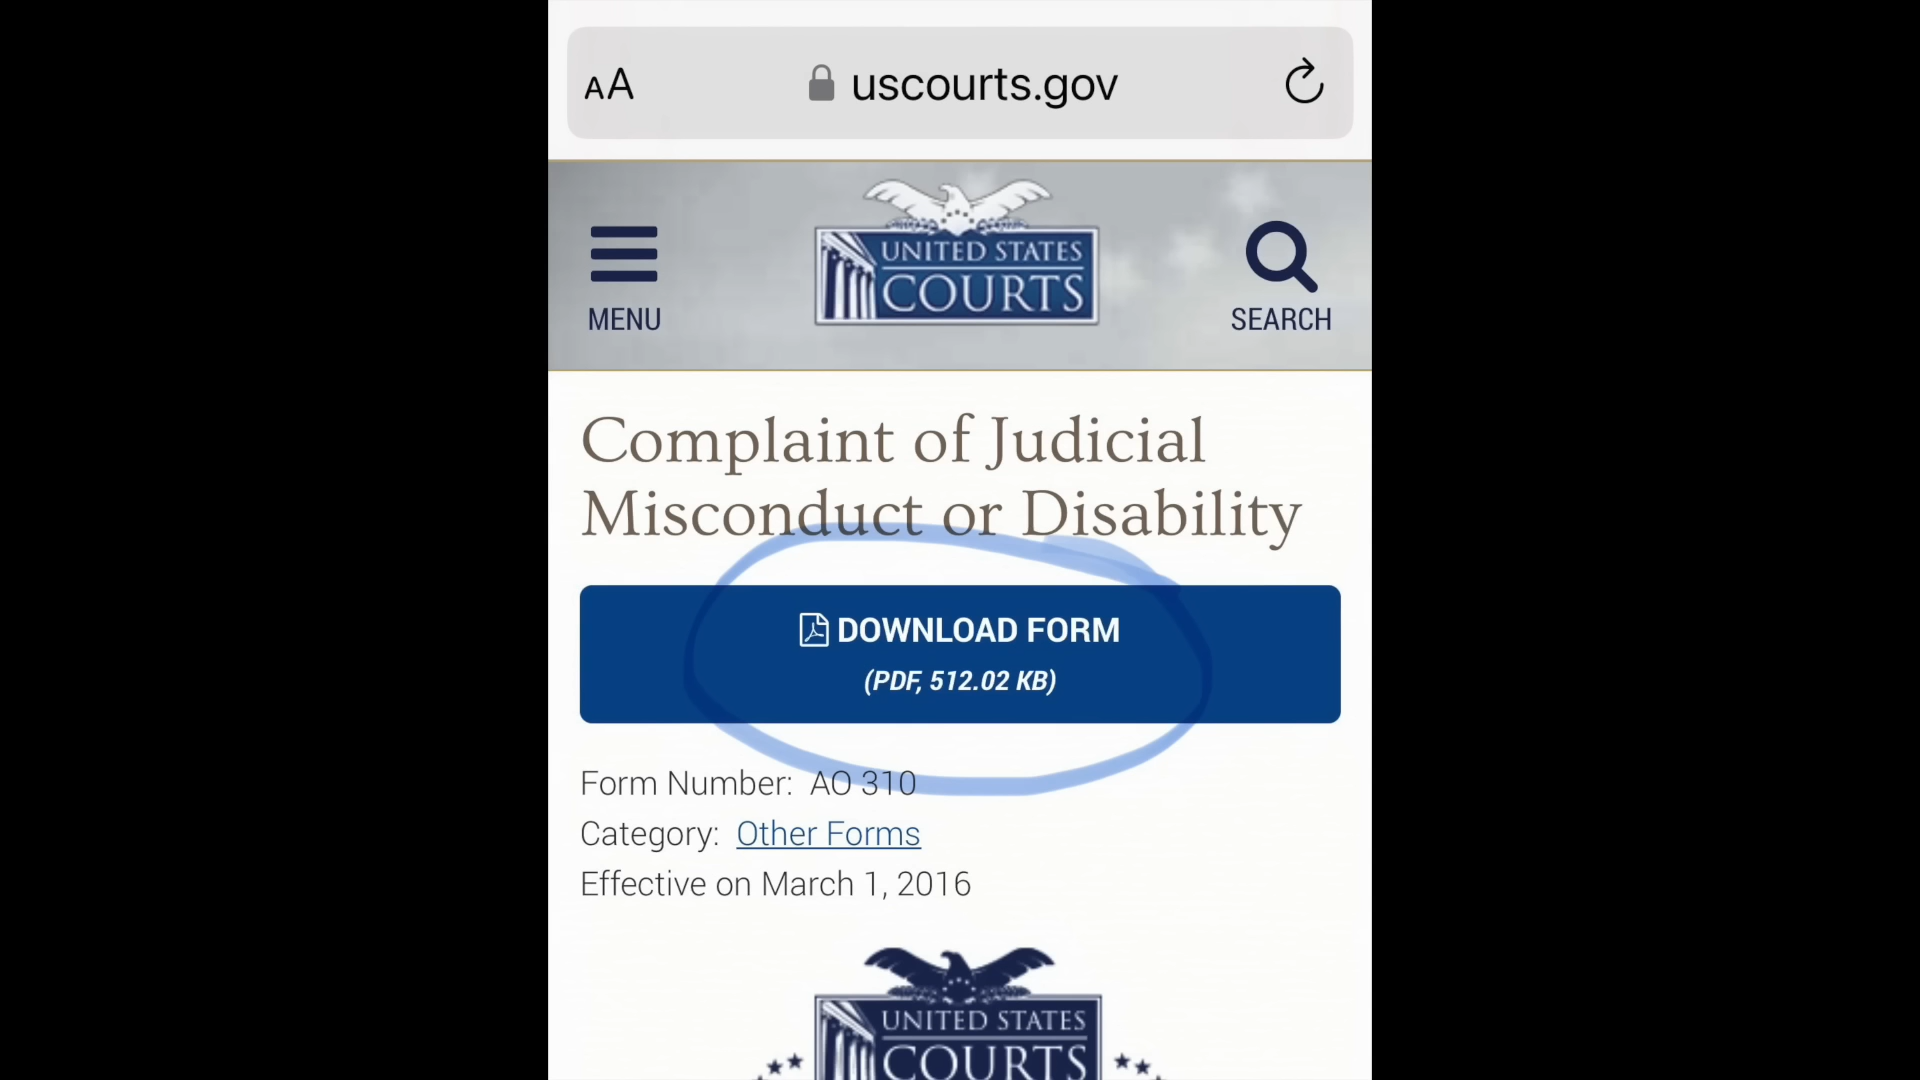 AA uscourts.gov
MENU
UNITED STATES
COURTS
SEARCH
Complaint of Judicial
Misconduct or Disability
DOWNLOAD FORM
(PDF, 512.02 KB)
Form Number: AO 310
Category: Other Forms
Effective on March 1, 2016
UNITED STATES
COURTS